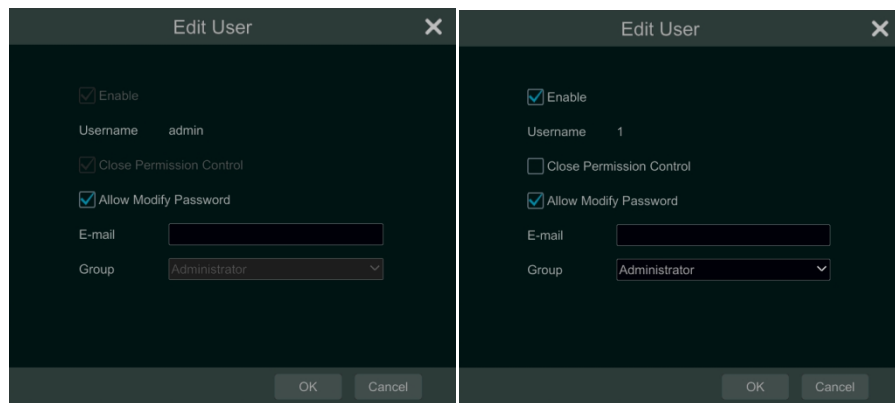 Edit User
Enable
Username admin
Close Permission Control
Allow Modify Password
E-mail
Group Administrator
OK Cancel
Edit User
Enable
Username 1
Close Permission Control
Allow Modify Password
E-mail
Group Administrator
OK Cancel